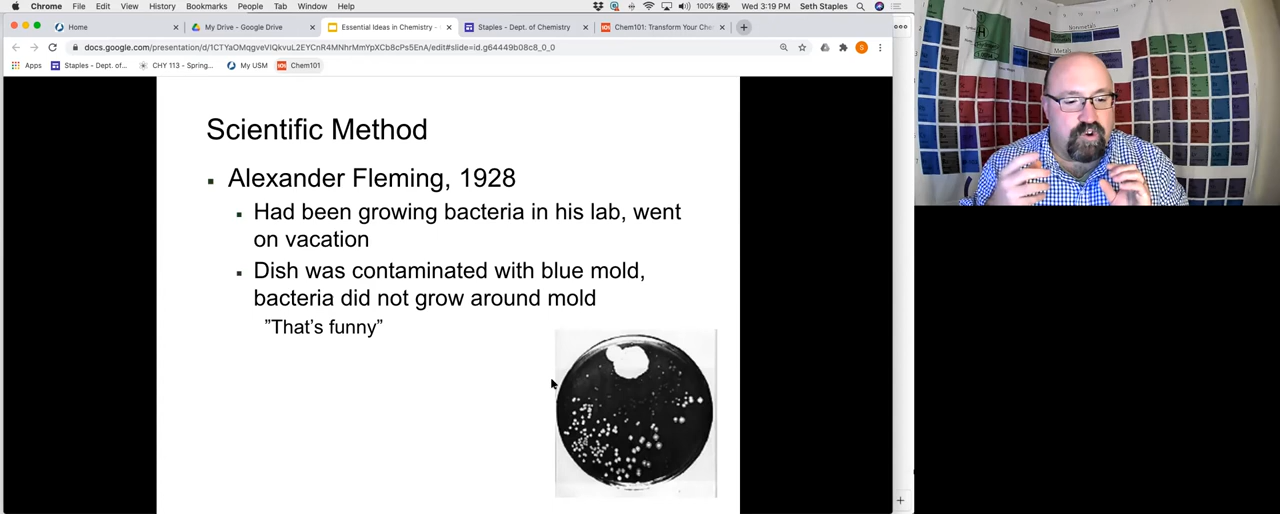 Chrome File Edit View History Bookmarks People Tab Window Help 100% Wed 3:19 PM Seth Staples
Home My Drive - Google Drive Essential Ideas in Chemistry - Staples - Dept. of Chemistry Chem101: Transform Your Che
docs.google.com/presentation/d/1CTYaOMqgveVIQkvuL2EYCnR4MNhrMmYpXCb8cPs5EnA/edit#slide=id.g64449b08c8_0_0
Apps Staples - Dept. of... CHY 113 - Spring... My USM Chem101
Scientific Method
Alexander Fleming, 1928
Had been growing bacteria in his lab, went
on vacation
Dish was contaminated with blue mold,
bacteria did not grow around mold
”That’s funny”
Nonmetals
Metals